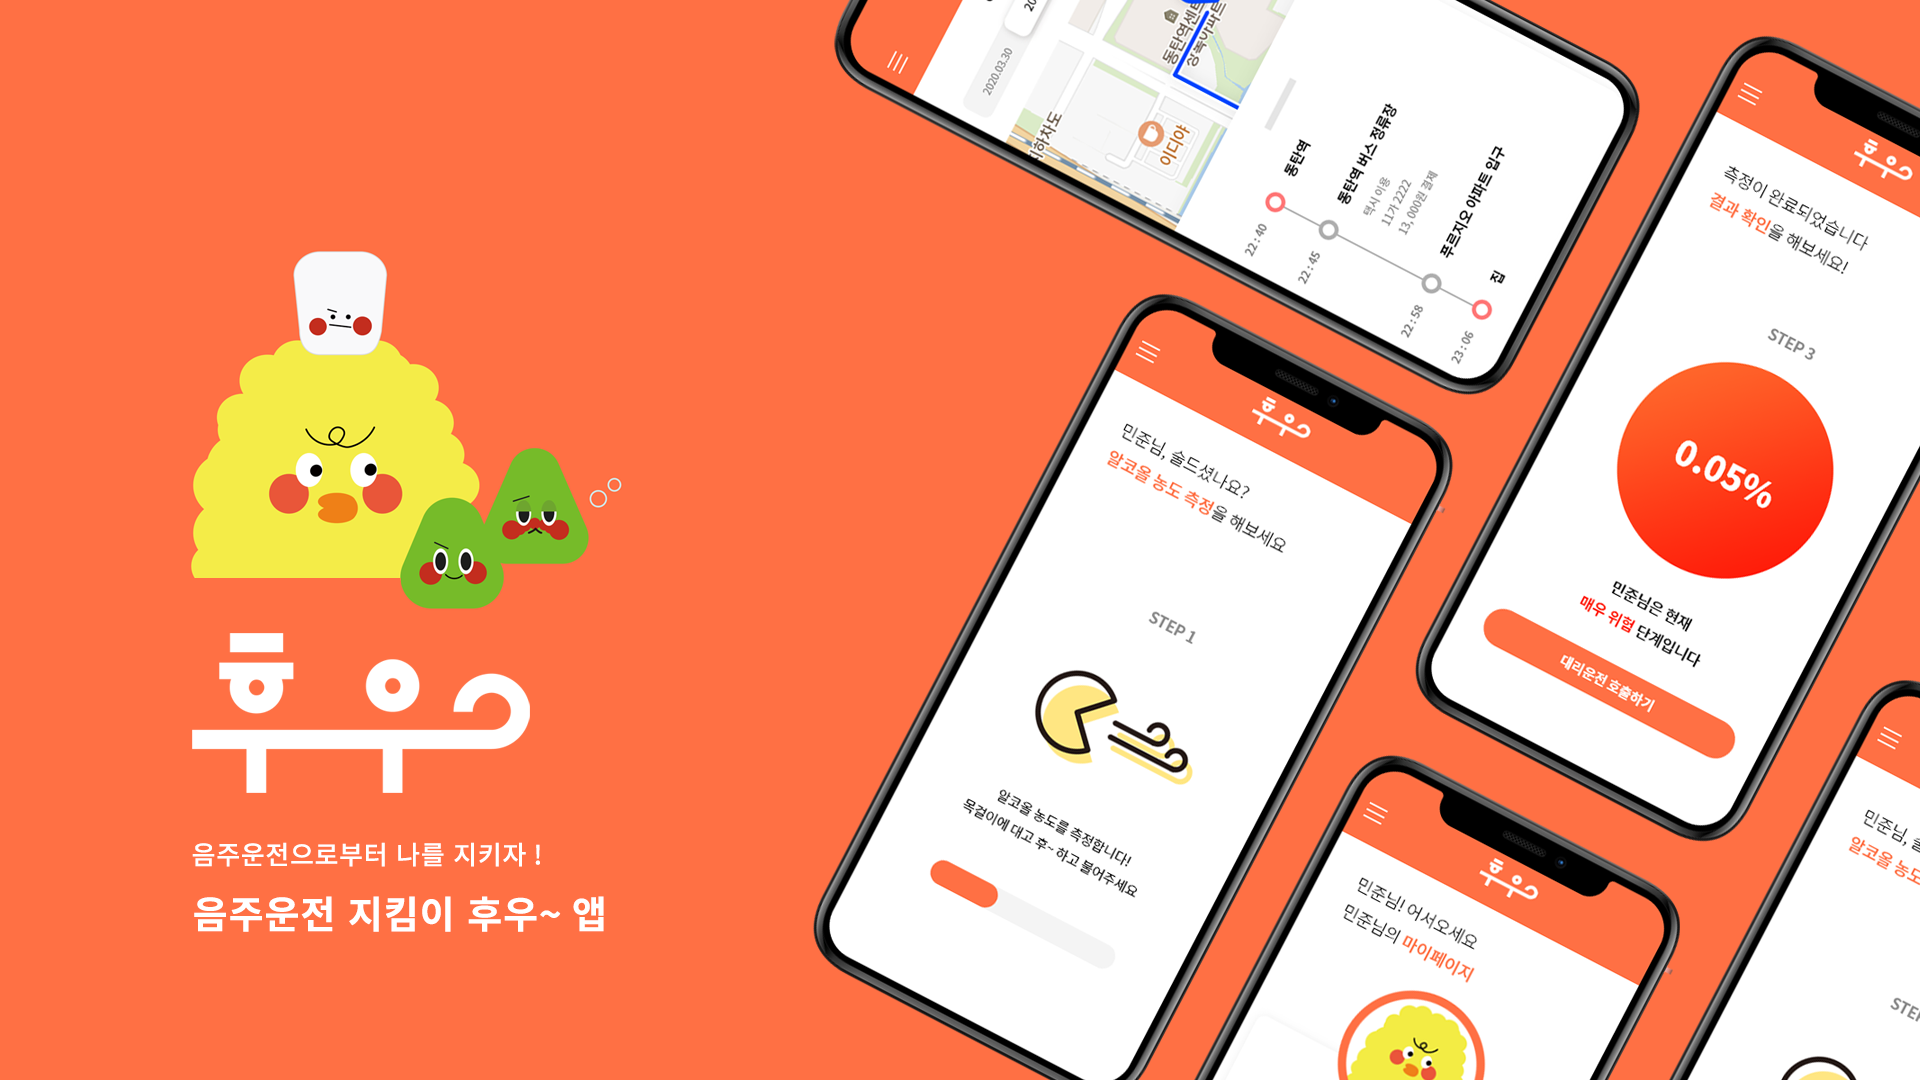 후우
음주운전으로부터 나를 지키자 !
음주운전 지킴이 후우~ 앱
2020.03.30
동탄역센트
상록아파트
이디야
지하차도
22 : 40
동탄역
22 : 45
동탄역 버스 정류장
택시 이용
11가 2222
13, 000원 결제
22 : 58
푸르지오 아파트 입구
23 : 06
집
후우
민준님, 술드셨나요?
알코올 농도 측정을 해보세요
STEP 1
알코올 농도를 측정합니다!
목걸이에 대고 후~ 하고 불어주세요
후우
측정이 완료되었습니다
결과 확인을 해보세요!
STEP 3
0.05%
민준님은 현재
매우 위험 단계입니다
대리운전 호출하기
후우
민준님! 어서오세요
민준님의 마이페이지
민준님,
알코올 농도
STEP